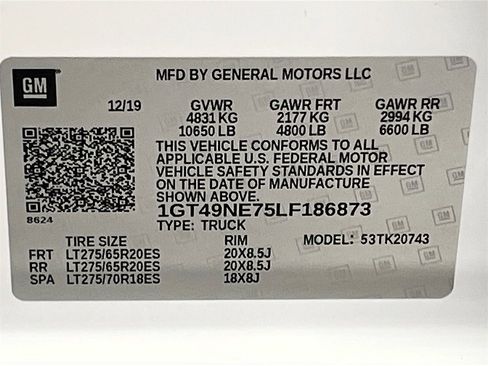 GM
MFD BY GENERAL MOTORS LLC
12/19 GVWR GAWR FRT GAWR RR
4831 KG 2177 KG 2994 KG
10650 LB 4800 LB 6600 LB
THIS VEHICLE CONFORMS TO ALL
APPLICABLE U.S. FEDERAL MOTOR
VEHICLE SAFETY STANDARDS IN EFFECT
ON THE DATE OF MANUFACTURE
SHOWN ABOVE.
8624
1GT49NE75LF186873
TYPE: TRUCK
TIRE SIZE RIM MODEL: 53TK20743
FRT LT275/65R20ES 20X8.5J
RR LT275/65R20ES 20X8.5J
SPA LT275/70R18ES 18X8J